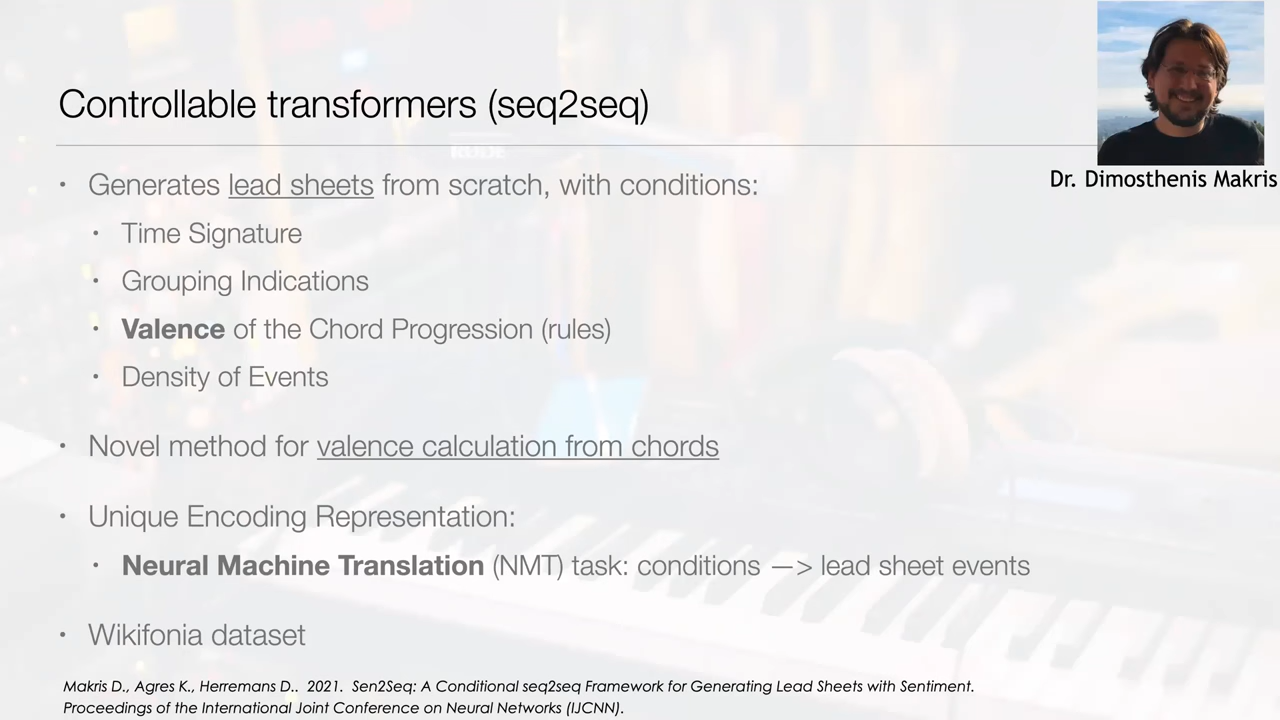 Controllable transformers (seq2seq)
• Generates lead sheets from scratch, with conditions:
• Time Signature
• Grouping Indications
• Valence of the Chord Progression (rules)
• Density of Events
• Novel method for valence calculation from chords
• Unique Encoding Representation:
• Neural Machine Translation (NMT) task: conditions —> lead sheet events
• Wikifonia dataset
Makris D., Agres K., Herremans D.. 2021. Sen2Seq: A Conditional seq2seq Framework for Generating Lead Sheets with Sentiment.
Proceedings of the International Joint Conference on Neural Networks (IJCNN).
Dr. Dimosthenis Makris
RUDE